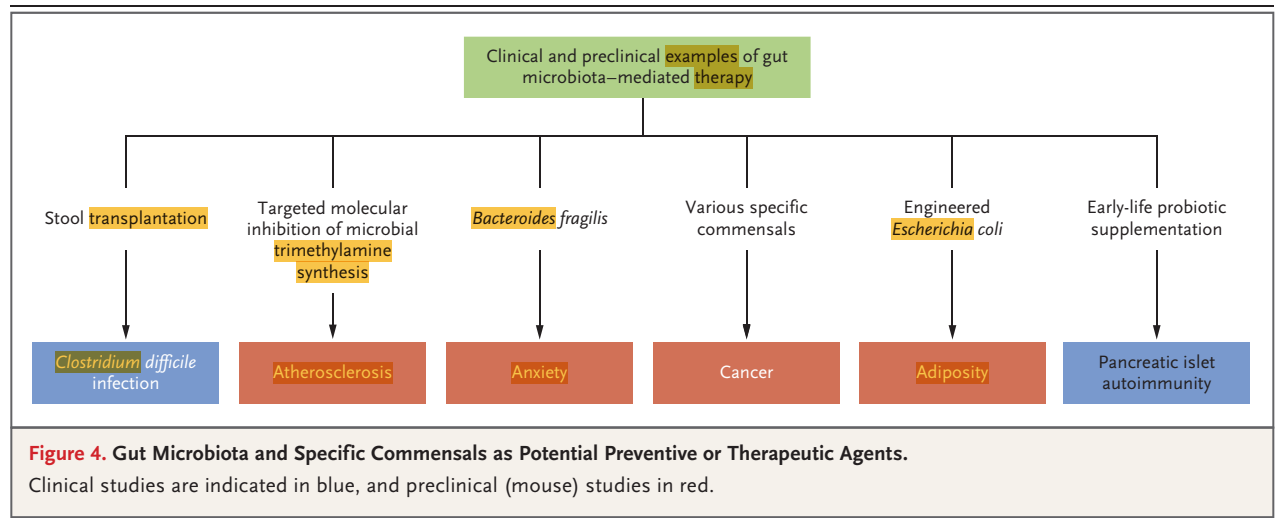 Clinical and preclinical examples of gut
microbiota–mediated therapy
Stool transplantation
Targeted molecular
inhibition of microbial
trimethylamine
synthesis
Bacteroides fragilis
Various specific
commensals
Engineered
Escherichia coli
Early-life probiotic
supplementation
Clostridium difficile
infection
Atherosclerosis
Anxiety
Cancer
Adiposity
Pancreatic islet
autoimmunity
Figure 4. Gut Microbiota and Specific Commensals as Potential Preventive or Therapeutic Agents.
Clinical studies are indicated in blue, and preclinical (mouse) studies in red.